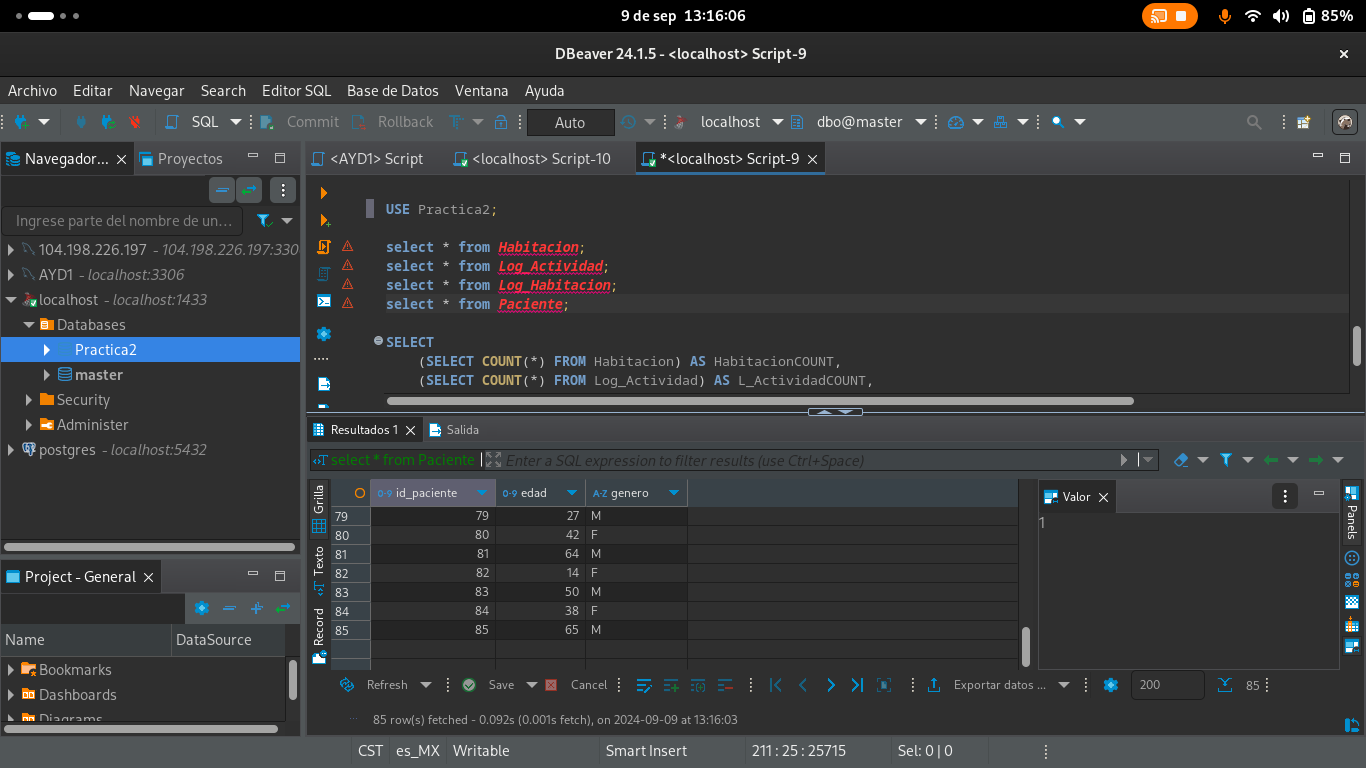 9 de sep 13:16:06
85%
DBeaver 24.1.5 - <localhost> Script-9
Archivo Editar Navegar Search Editor SQL Base de Datos Ventana Ayuda
SQL Commit Rollback Auto localhost dbo@master
Navegador... Proyectos
<AYD1> Script <localhost> Script-10 *<localhost> Script-9
Ingrese parte del nombre de un...
104.198.226.197 - 104.198.226.197:330
AYD1 - localhost:3306
localhost - localhost:1433
Databases
Practica2
master
Security
Administer
postgres - localhost:5432
USE Practica2;
select * from Habitacion;
select * from Log_Actividad;
select * from Log_Habitacion;
select * from Paciente;
SELECT
(SELECT COUNT(*) FROM Habitacion) AS HabitacionCOUNT,
(SELECT COUNT(*) FROM Log_Actividad) AS L_ActividadCOUNT,
Resultados 1 Salida
select * from Paciente Enter a SQL expression to filter results (use Ctrl+Space)
Grilla
Texto
Record
id_paciente edad genero
79 79 27 M
80 80 42 F
81 81 64 M
82 82 14 F
83 83 50 M
84 84 38 F
85 85 65 M
Valor
1
Panels
Project - General
Name DataSource
Bookmarks
Dashboards
Diagrams
Refresh Save Cancel Exportar datos ... 200 85
85 row(s) fetched - 0.092s (0.001s fetch), on 2024-09-09 at 13:16:03
CST es_MX Writable Smart Insert 211 : 25 : 25715 Sel: 0 | 0